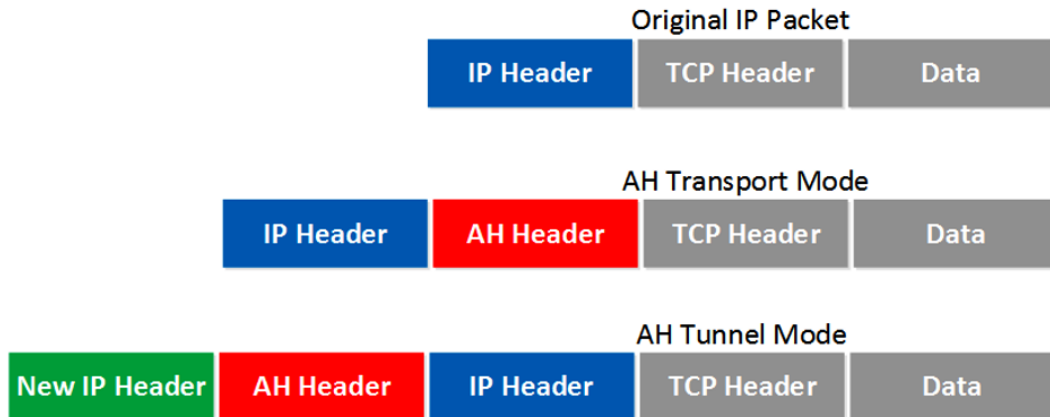 Original IP Packet
IP Header TCP Header Data
AH Transport Mode
IP Header AH Header TCP Header Data
AH Tunnel Mode
New IP Header AH Header IP Header TCP Header Data